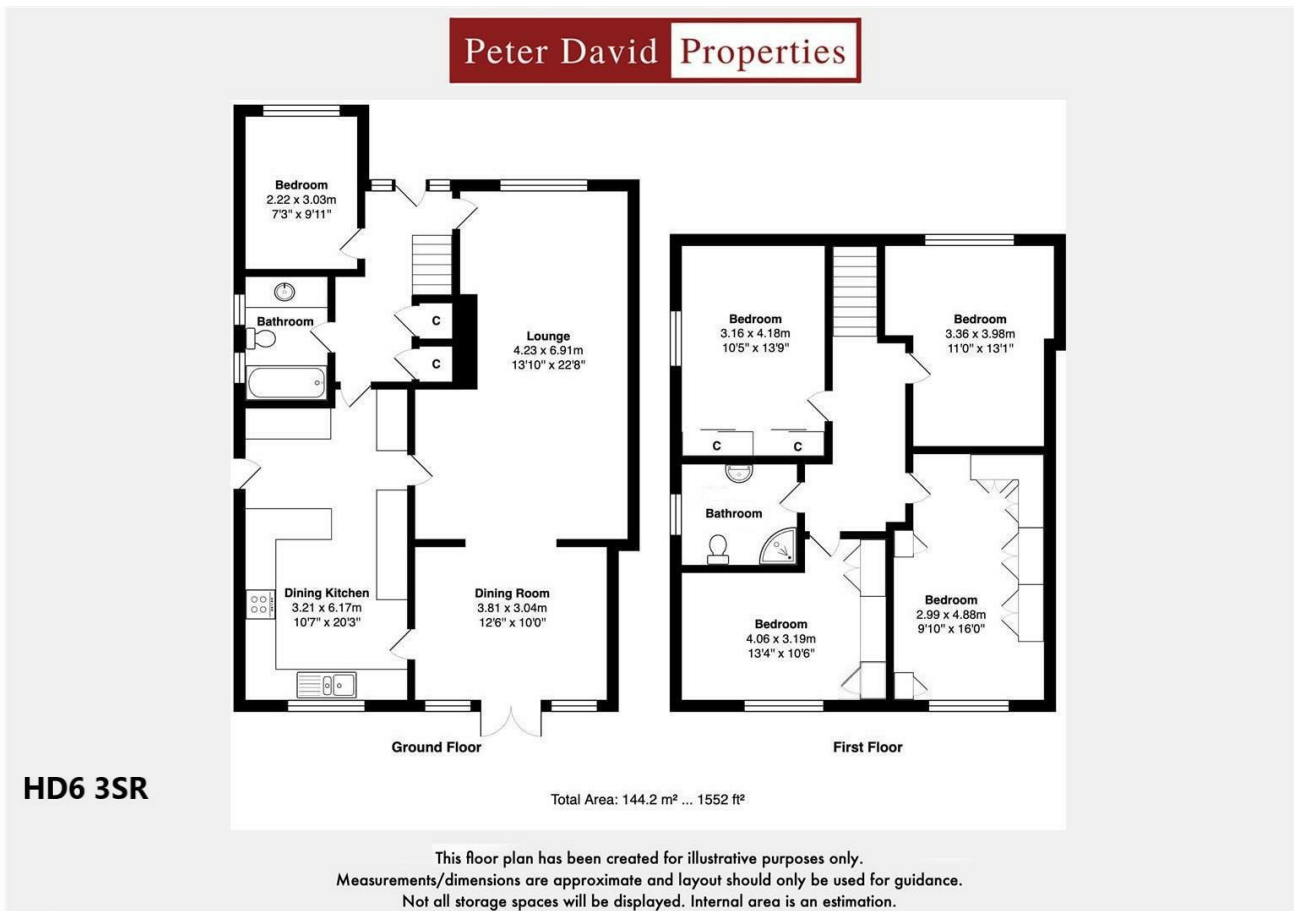 Peter David Properties
Bedroom
2.22 x 3.03m
7'3" x 9'11"
Bathroom
C
C
Lounge
4.23 x 6.91m
13'10" x 22'8"
Dining Kitchen
3.21 x 6.17m
10'7" x 20'3"
Dining Room
3.81 x 3.04m
12'6" x 10'0"
Ground Floor
Bedroom
3.16 x 4.18m
10'5" x 13'9"
C
C
Bedroom
3.36 x 3.98m
11'0" x 13'1"
Bathroom
Bedroom
4.06 x 3.19m
13'4" x 10'6"
Bedroom
2.99 x 4.88m
9'10" x 16'0"
First Floor
HD6 3SR
Total Area: 144.2 m² ... 1552 ft²
This floor plan has been created for illustrative purposes only.
Measurements/dimensions are approximate and layout should only be used for guidance.
Not all storage spaces will be displayed. Internal area is an estimation.